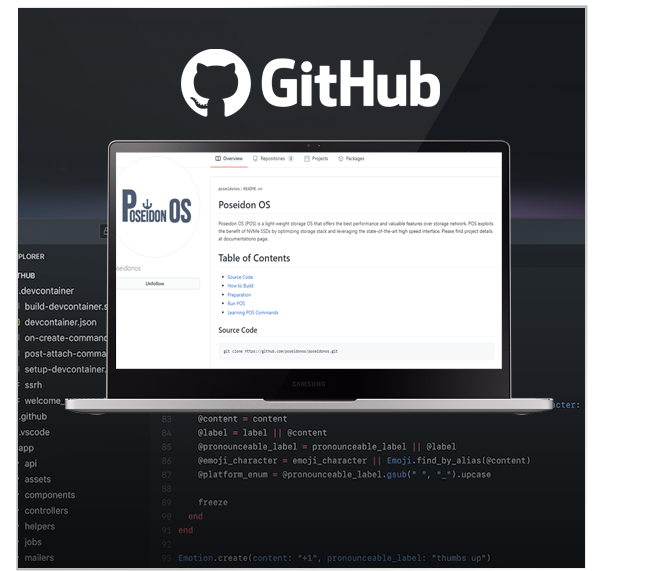 GitHub
Overview
Repositories
Projects
Packages
poseidonos / README.md
POSEIDON OS
Poseidon OS
Poseidon OS (POS) is a light-weight storage OS that offers the best performance and valuable features over storage network. POS exploits
the benefit of NVMe SSDs by optimizing storage stack and leveraging the state-of-the-art high speed interface. Please find project details
at documentations page.
Table of Contents
seidonos
Unfollow
Source Code
How to Build
Preparation
Run POS
Learning POS Commands
Source Code
git clone https://github.com/poseidonos/poseidonos.git
SAMSUNG
PLORER
THUB
.devcontainer
build-devcontainer.s
devcontainer.json
on-create-command
post-attach-comma
setup-devcontainer.
ssrh
welcome_
.github
.vscode
app
api
assets
components
controllers
helpers
jobs
mailers
acter:
83 @content = content
84 @label = label || @content
85 @pronounceable_label = pronounceable_label || @label
86 @emoji_character = emoji_character || Emoji.find_by_alias(@content)
87 @platform_enum = @pronounceable_label.gsub(" ", "_").upcase
88
89 freeze
90 end
91 end
92
93 Emotion.create(content: "+1", pronounceable_label: "thumbs up")